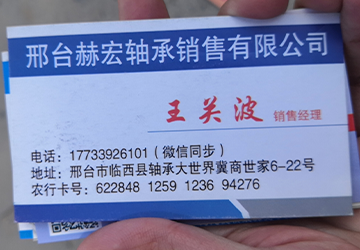 邢台赫宏轴承销售有限公司
王关波 销售经理
电话：17733926101（微信同步）
地址：邢台市临西县轴承大世界冀商世家6-22号
农行卡号：622848 1259 1236 94276